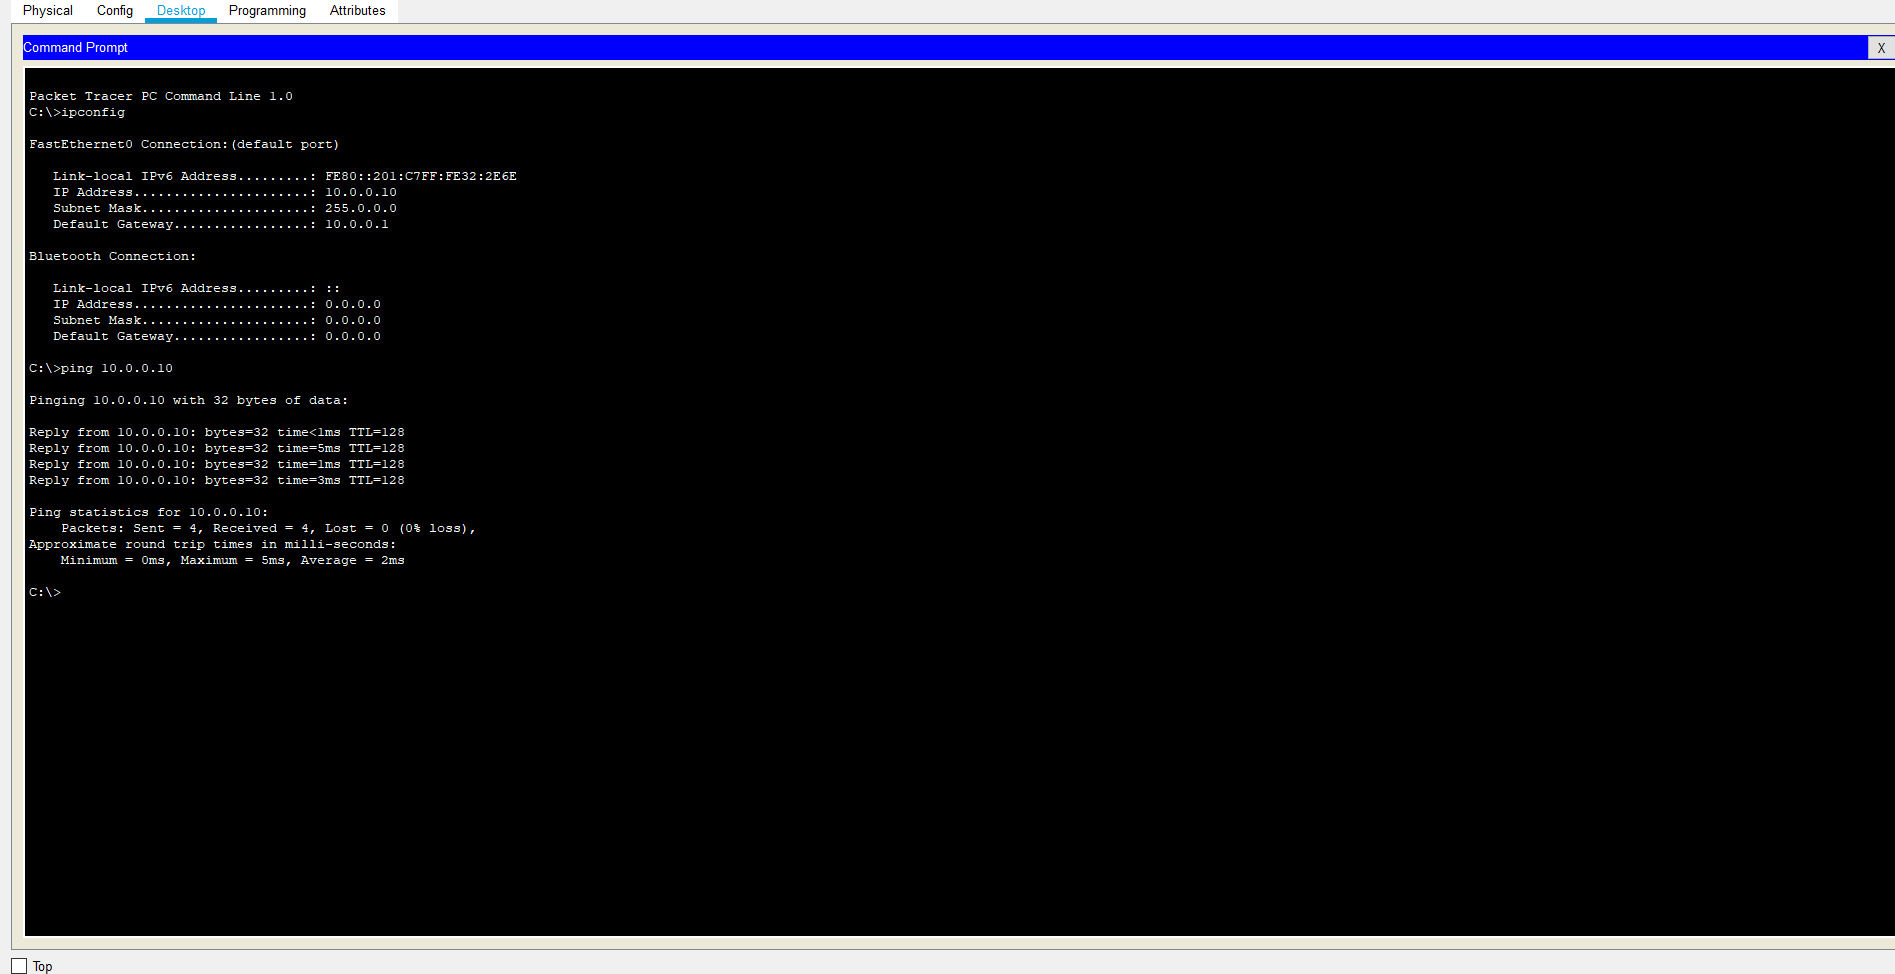 Physical Config Desktop Programming Attributes
Command Prompt X
Packet Tracer PC Command Line 1.0
C:\>ipconfig
FastEthernet0 Connection:(default port)
Link-local IPv6 Address.........: FE80::201:C7FF:FE32:2E6E
IP Address......................: 10.0.0.10
Subnet Mask.....................: 255.0.0.0
Default Gateway.................: 10.0.0.1
Bluetooth Connection:
Link-local IPv6 Address.........: ::
IP Address......................: 0.0.0.0
Subnet Mask.....................: 0.0.0.0
Default Gateway.................: 0.0.0.0
C:\>ping 10.0.0.10
Pinging 10.0.0.10 with 32 bytes of data:
Reply from 10.0.0.10: bytes=32 time<1ms TTL=128
Reply from 10.0.0.10: bytes=32 time=5ms TTL=128
Reply from 10.0.0.10: bytes=32 time=1ms TTL=128
Reply from 10.0.0.10: bytes=32 time=3ms TTL=128
Ping statistics for 10.0.0.10:
Packets: Sent = 4, Received = 4, Lost = 0 (0% loss),
Approximate round trip times in milli-seconds:
Minimum = 0ms, Maximum = 5ms, Average = 2ms
C:\>
Top